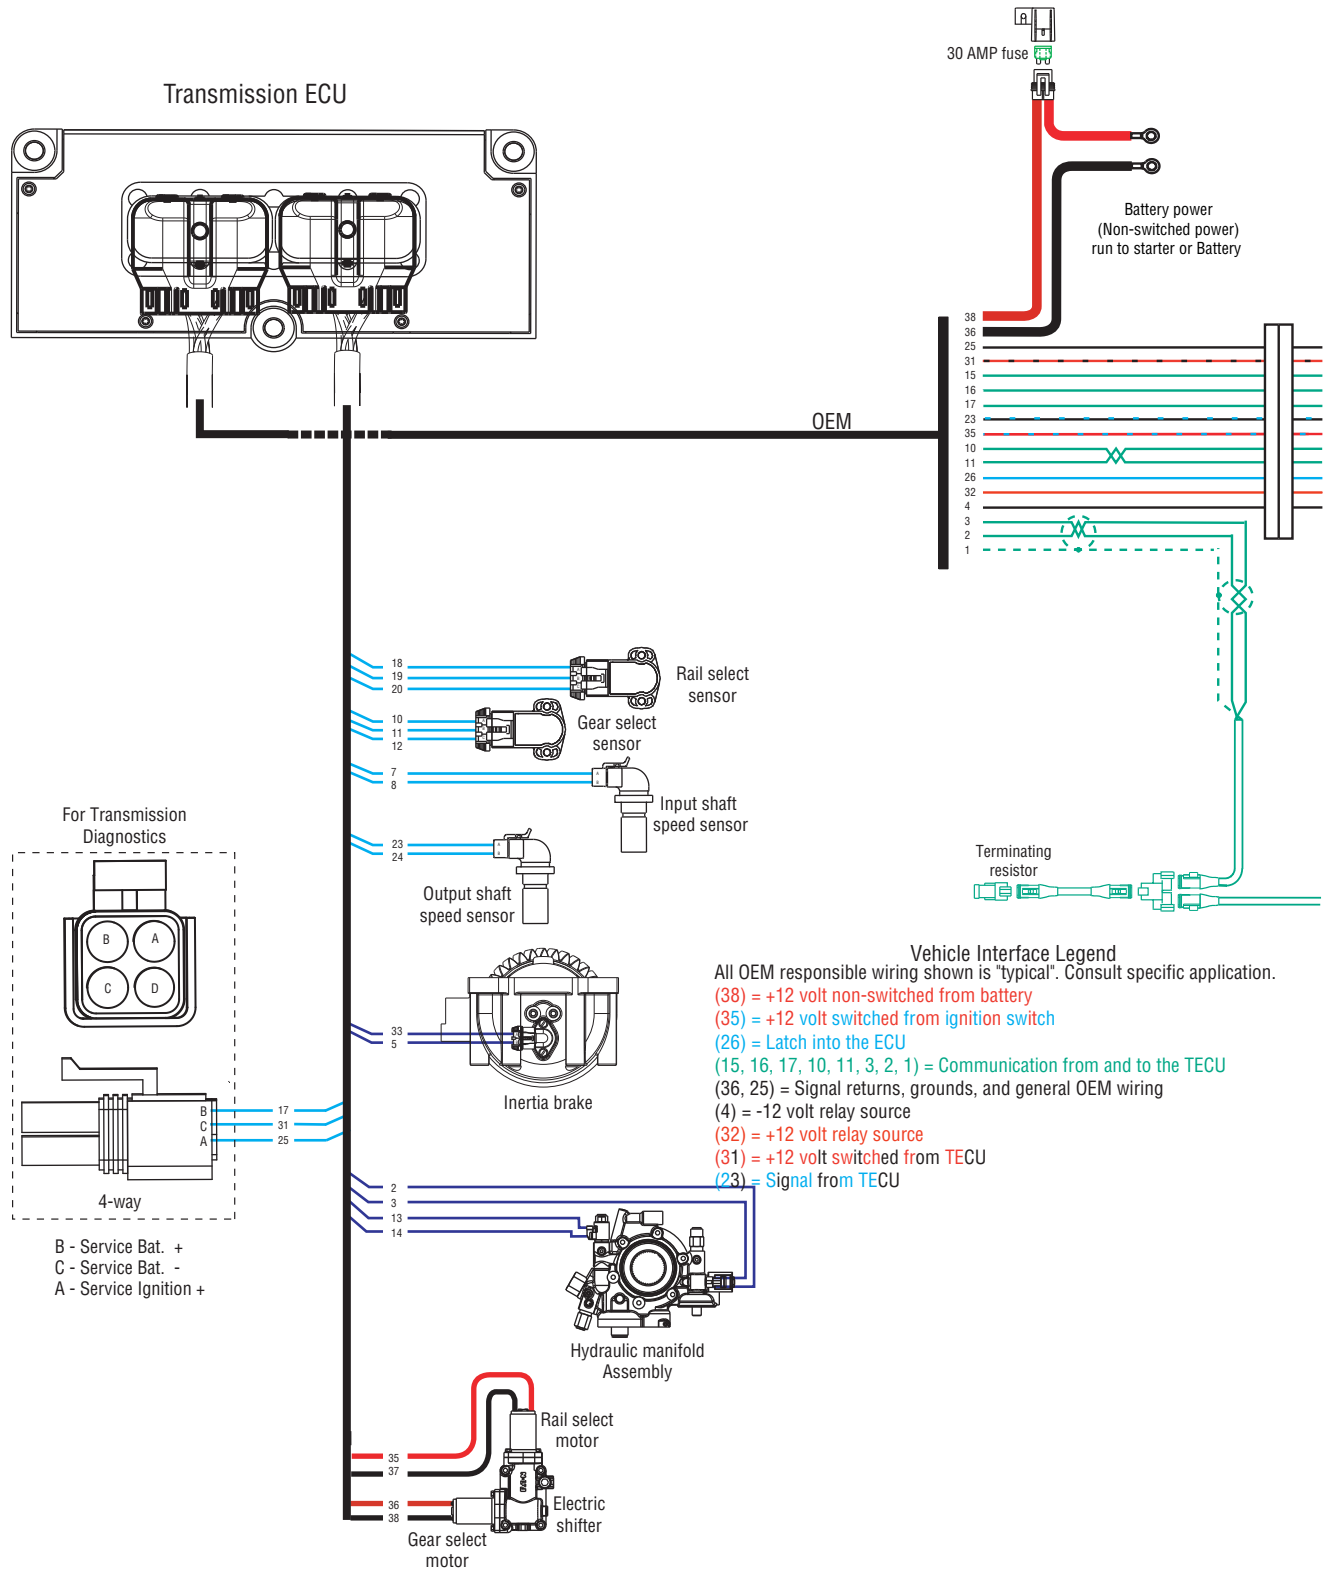 30 AMP fuse
Transmission ECU
Battery power
(Non-switched power)
run to starter or Battery
38
36
25
31
15
16
17
23
35
10
11
26
32
4
3
2
1
OEM
18
19
20
Rail select
sensor
10
11
12
Gear select
sensor
7
8
A
B
Input shaft
speed sensor
23
24
A
B
Output shaft
speed sensor
For Transmission
Diagnostics
B
A
C
D
B
C
A
17
31
25
4-way
B - Service Bat. +
C - Service Bat. -
A - Service Ignition +
33
5
Inertia brake
2
3
13
14
Hydraulic manifold
Assembly
35
37
36
38
Rail select
motor
EATON
Electric
shifter
Gear select
motor
Terminating
resistor
Vehicle Interface Legend
All OEM responsible wiring shown is "typical". Consult specific application.
(38) = +12 volt non-switched from battery
(35) = +12 volt switched from ignition switch
(26) = Latch into the ECU
(15, 16, 17, 10, 11, 3, 2, 1) = Communication from and to the TECU
(36, 25) = Signal returns, grounds, and general OEM wiring
(4) = -12 volt relay source
(32) = +12 volt relay source
(31) = +12 volt switched from TECU
(23) = Signal from TECU